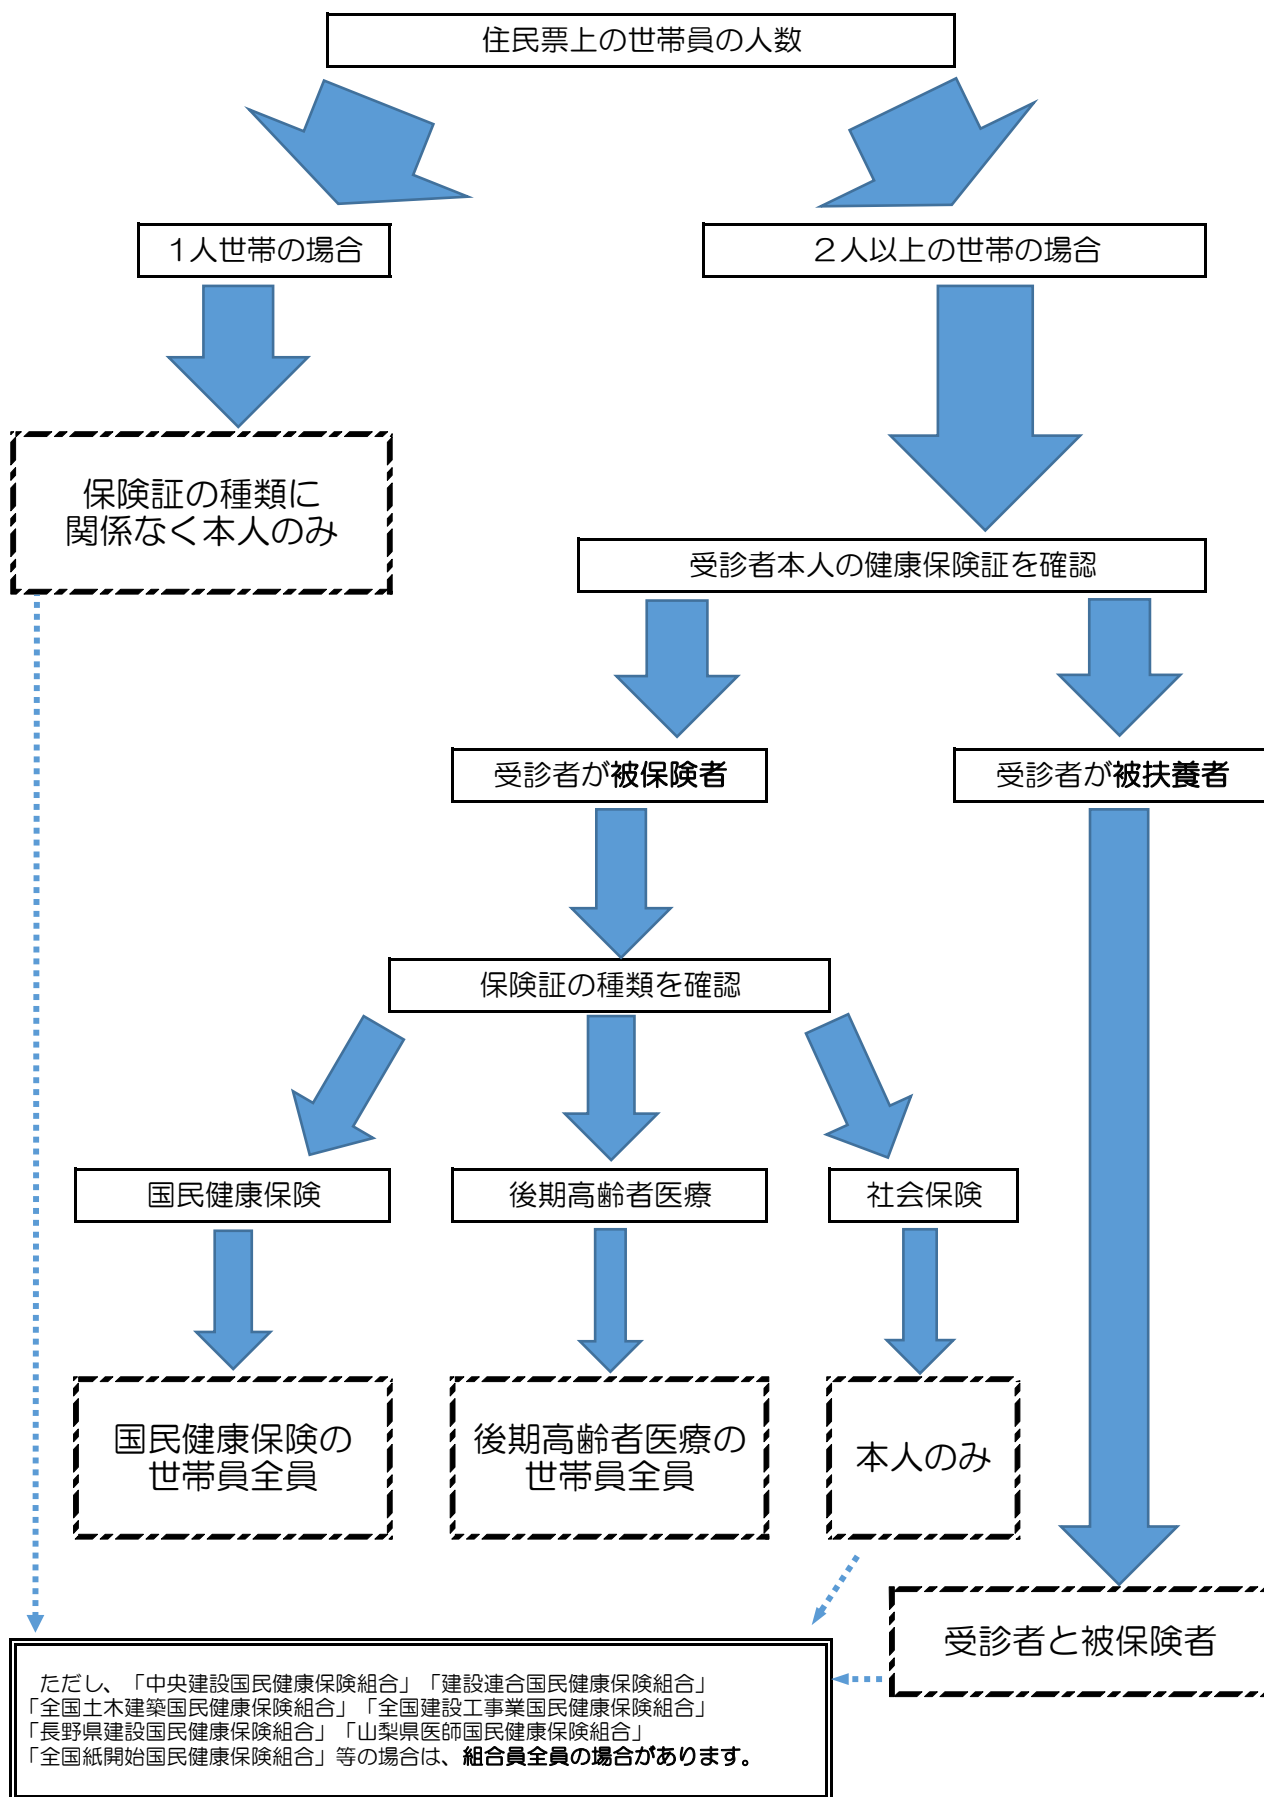 住民票上の世帯員の人数
1人世帯の場合
２人以上の世帯の場合
保険証の種類に
関係なく本人のみ
受診者本人の健康保険証を確認
受診者が被保険者
受診者が被扶養者
保険証の種類を確認
国民健康保険
後期高齢者医療
社会保険
国民健康保険の
世帯員全員
後期高齢者医療の
世帯員全員
本人のみ
受診者と被保険者
ただし、「中央建設国民健康保険組合」「建設連合国民健康保険組合」
「全国土木建築国民健康保険組合」「全国建設工事業国民健康保険組合」
「長野県建設国民健康保険組合」「山梨県医師国民健康保険組合」
「全国紙開始国民健康保険組合」等の場合は、組合員全員の場合があります。